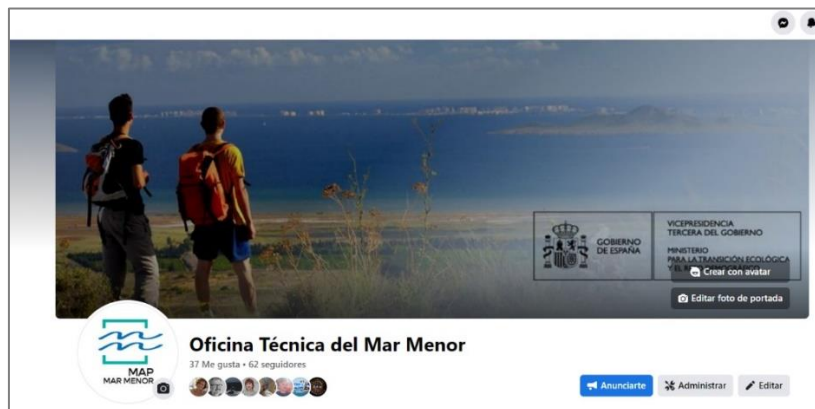 GOBIERNO
DE ESPAÑA
VICEPRESIDENCIA
TERCERA DEL GOBIERNO
MINISTERIO
PARA LA TRANSICIÓN ECOLÓGICA
Crear con avatar
Editar foto de portada
MAP
MAR MENOR
Oficina Técnica del Mar Menor
37 Me gusta • 62 seguidores
Anunciarte
Administrar
Editar